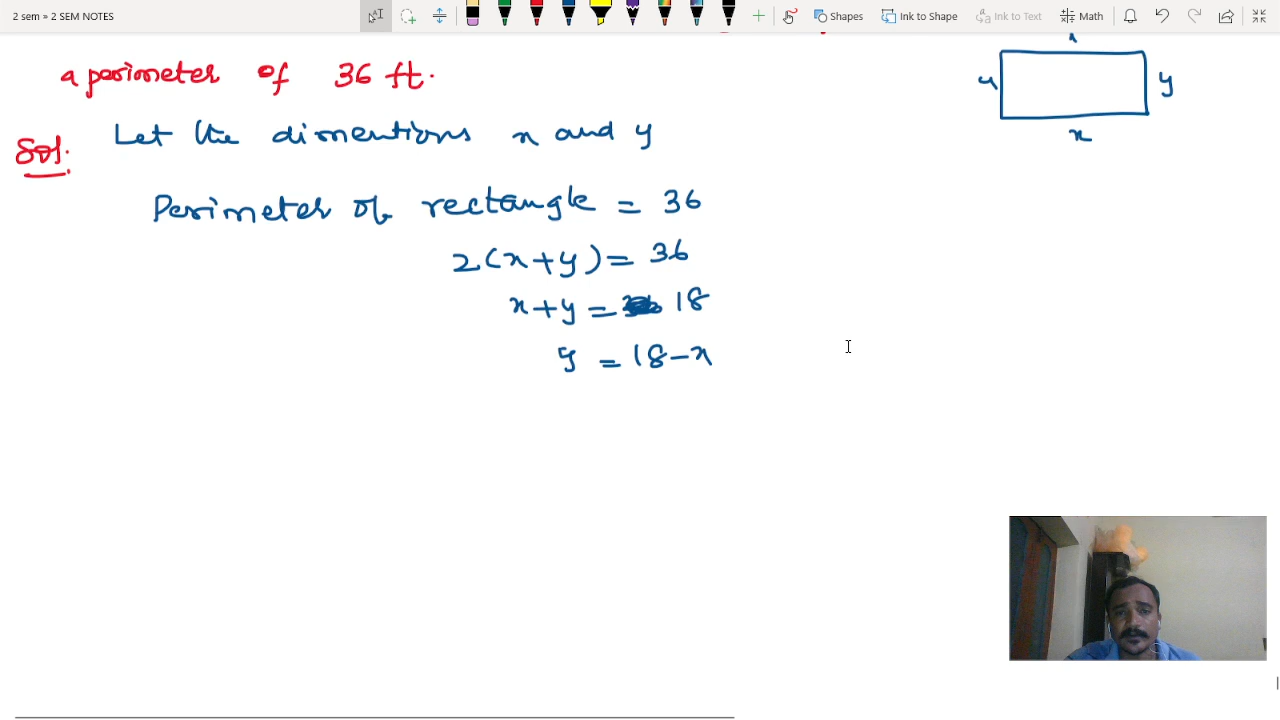 2 sem » 2 SEM NOTES
Shapes Ink to Shape Ink to Text Math
a perimeter of 36 ft.
x
y y
x
Sol. Let the dimentions x and y
Perimeter of rectangle = 36
2(x+y) = 36
x+y = 18
y = 18-x